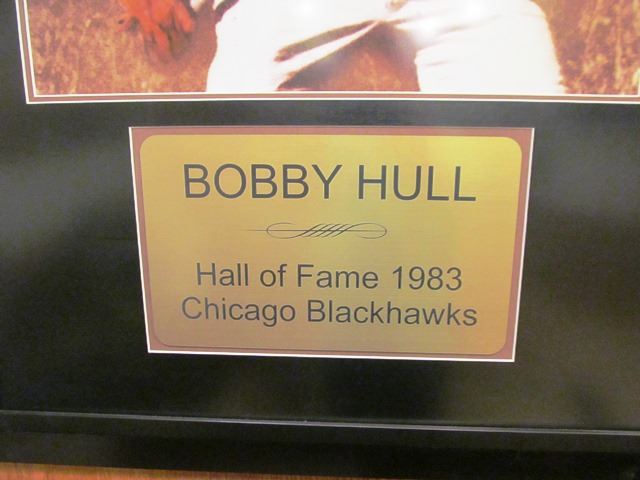 BOBBY HULL
Hall of Fame 1983
Chicago Blackhawks